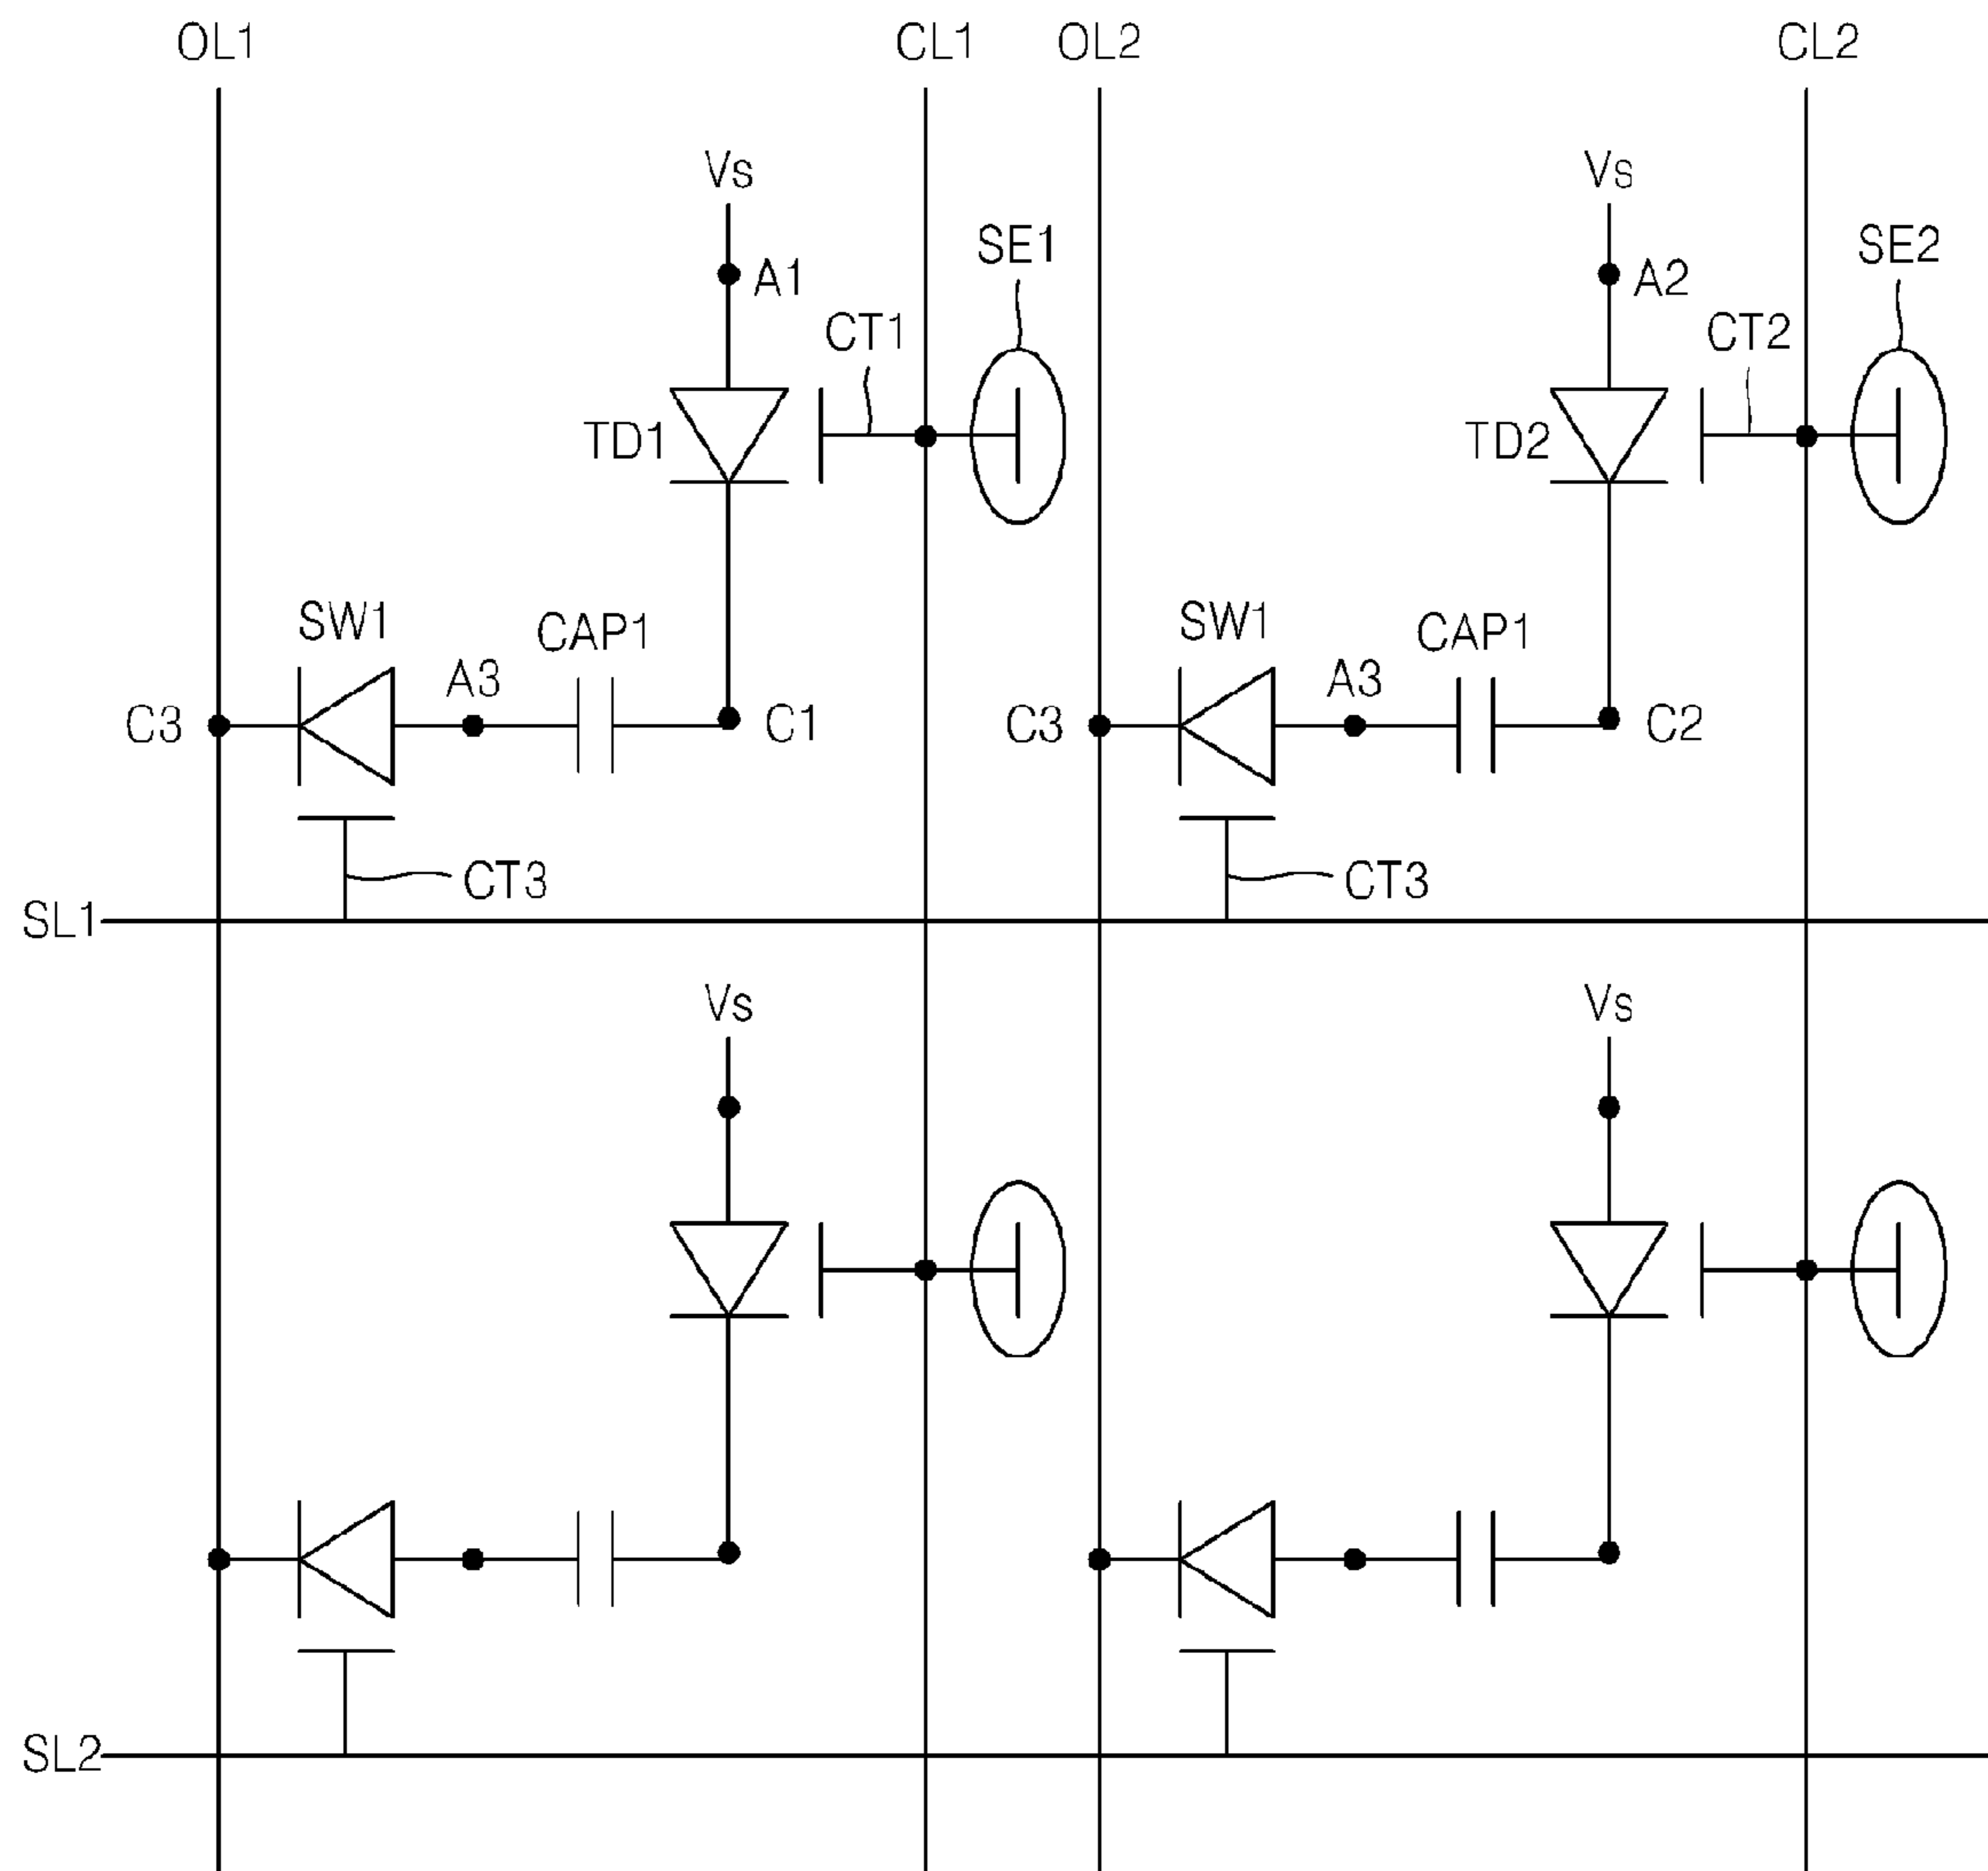 OL1 CL1 OL2 CL2
Vs Vs
SE1 SE2
A1 A2
CT1 CT2
TD1 TD2
SW1 CAP1 SW1 CAP1
A3 A3
C3 C1 C3 C2
CT3 CT3
SL1
Vs Vs
SL2